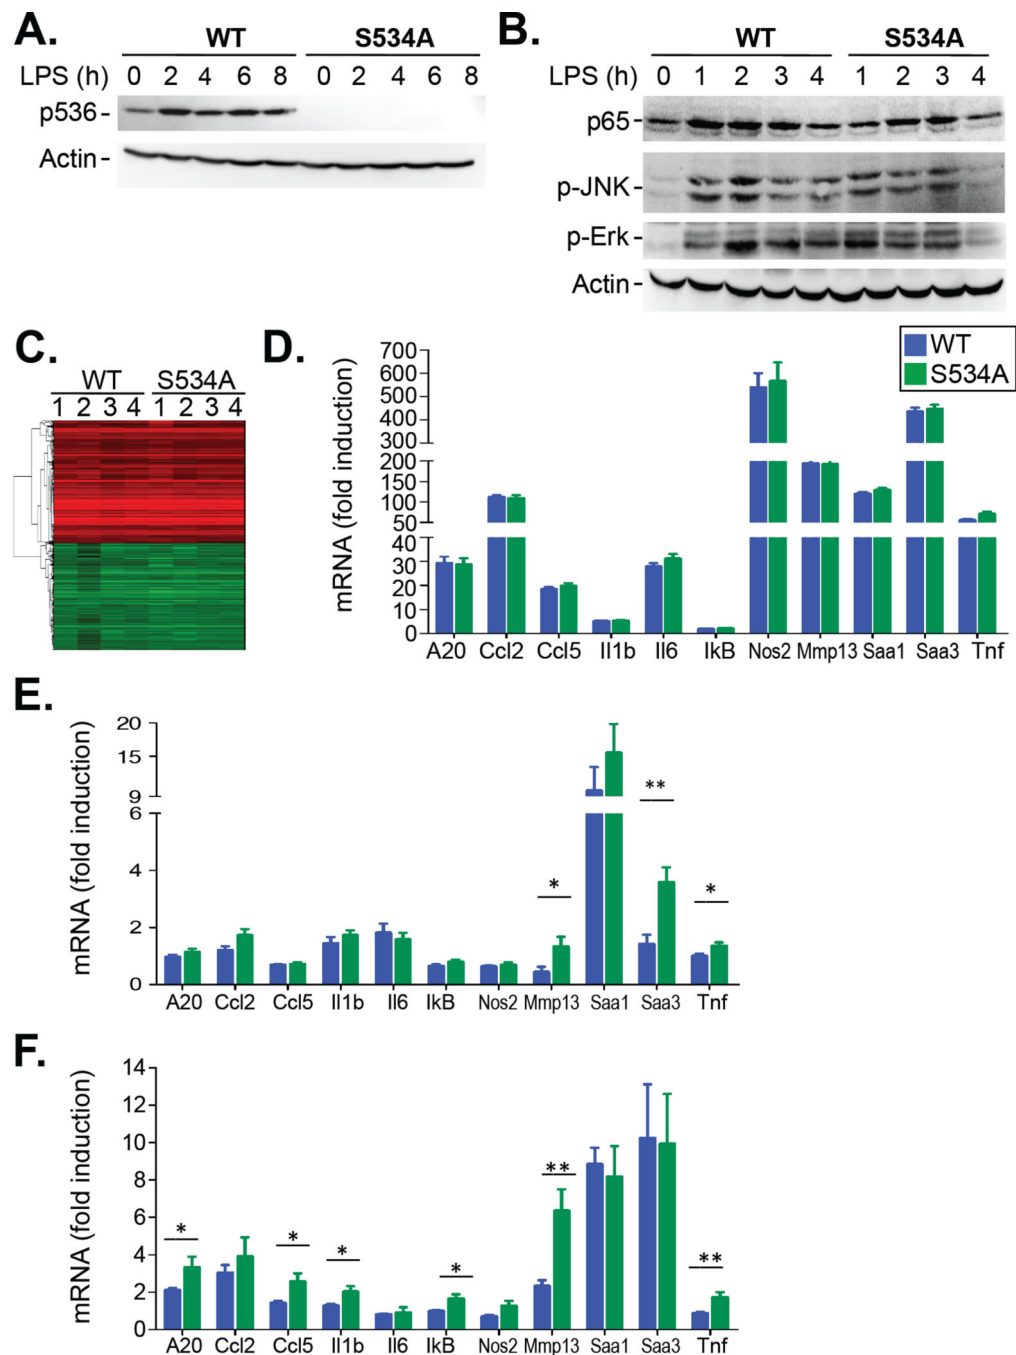 A.
WT S534A
LPS (h) 0 2 4 6 8 0 2 4 6 8
p536
Actin
B.
WT S534A
LPS (h) 0 1 2 3 4 1 2 3 4
p65
p-JNK
p-Erk
Actin
C.
WT S534A
1 2 3 4 1 2 3 4
D.
WT
S534A
mRNA (fold induction)
700
600
500
400
300
200
100
50
40
30
20
10
0
A20 Ccl2 Ccl5 Il1b Il6 IkB Nos2 Mmp13 Saa1 Saa3 Tnf
E.
mRNA (fold induction)
20
15
9
6
4
2
0
* ** *
A20 Ccl2 Ccl5 Il1b Il6 IkB Nos2 Mmp13 Saa1 Saa3 Tnf
F.
mRNA (fold induction)
14
12
10
8
6
4
2
0
* * * * ** **
A20 Ccl2 Ccl5 Il1b Il6 IkB Nos2 Mmp13 Saa1 Saa3 Tnf